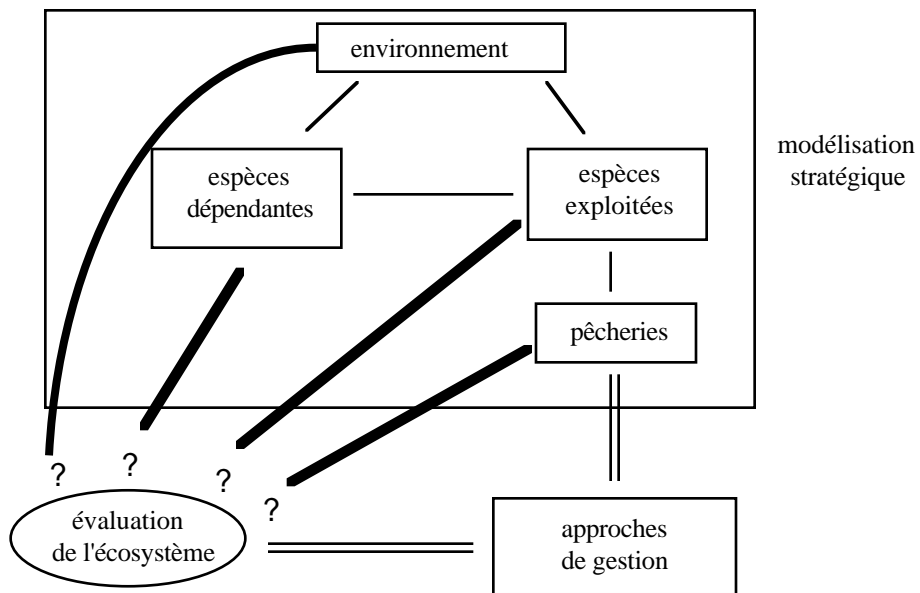 environnement
espèces
dépendantes
espèces
exploitées
modélisation
stratégique
pêcheries
?
?
?
?
évaluation
de l'écosystème
approches
de gestion